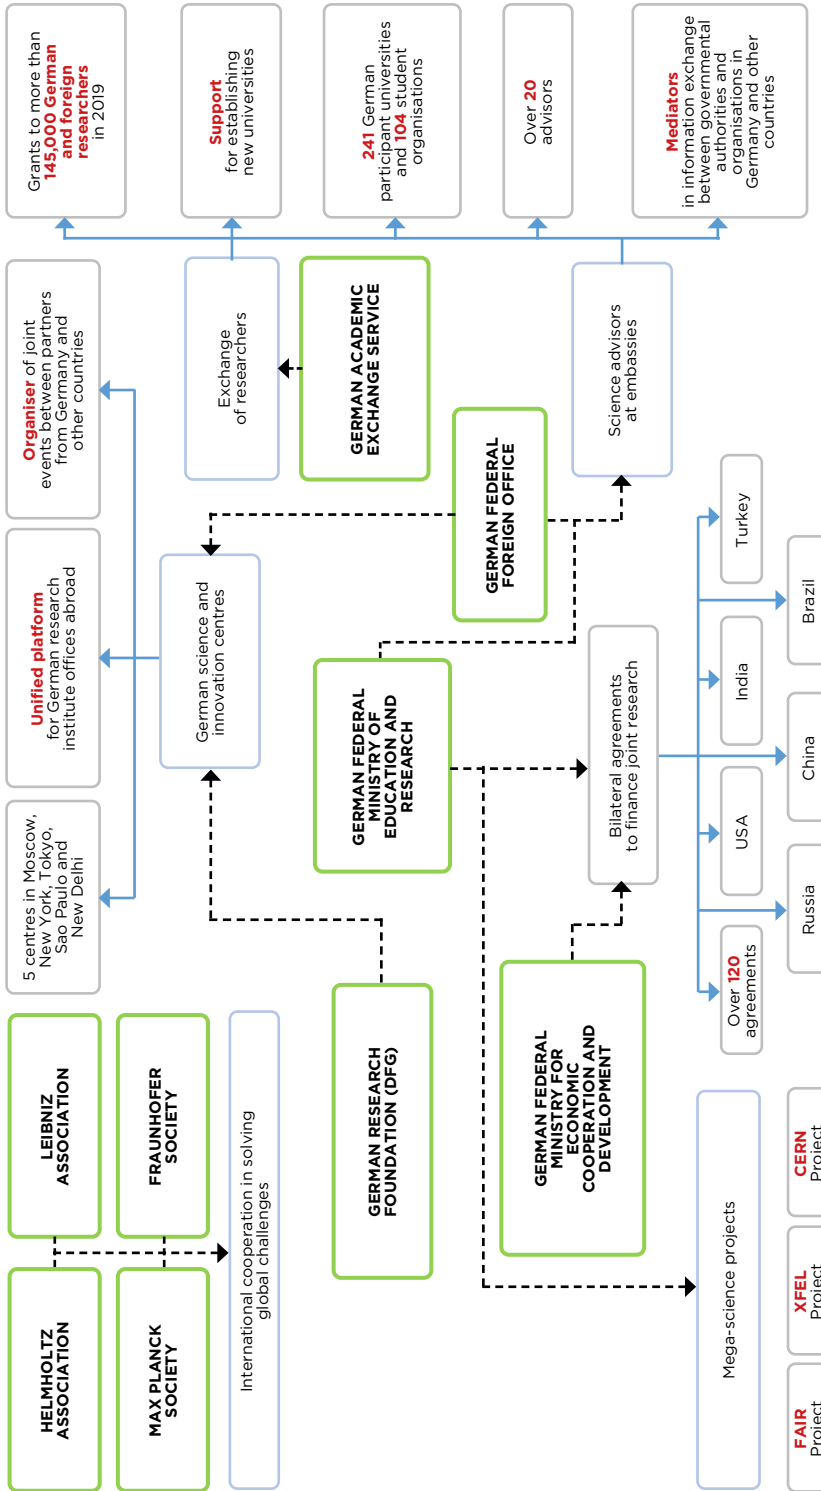 HELMHOLTZ
ASSOCIATION
LEIBNIZ
ASSOCIATION
MAX PLANCK
SOCIETY
FRAUNHOFER
SOCIETY
International cooperation in solving
global challenges
5 centres in Moscow,
New York, Tokyo,
Sao Paulo and
New Delhi
Unified platform
for German research
institute offices abroad
Organiser of joint
events between partners
from Germany and
other countries
German science and
innovation centres
Grants to more than
145,000 German
and foreign
researchers
in 2019
Support
for establishing
new universities
241 German
participant universities
and 104 student
organisations
Over 20
advisors
Mediators
in information exchange
between governmental
authorities and
organisations in
Germany and other
countries
Exchange
of researchers
GERMAN ACADEMIC
EXCHANGE SERVICE
GERMAN RESEARCH
FOUNDATION (DFG)
GERMAN FEDERAL
MINISTRY OF
EDUCATION AND
RESEARCH
GERMAN FEDERAL
FOREIGN OFFICE
Science advisors
at embassies
GERMAN FEDERAL
MINISTRY FOR
ECONOMIC
COOPERATION AND
DEVELOPMENT
Bilateral agreements
to finance joint research
Mega-science projects
Over 120
agreements
USA
India
Turkey
Russia
China
Brazil
FAIR
Project
XFEL
Project
CERN
Project